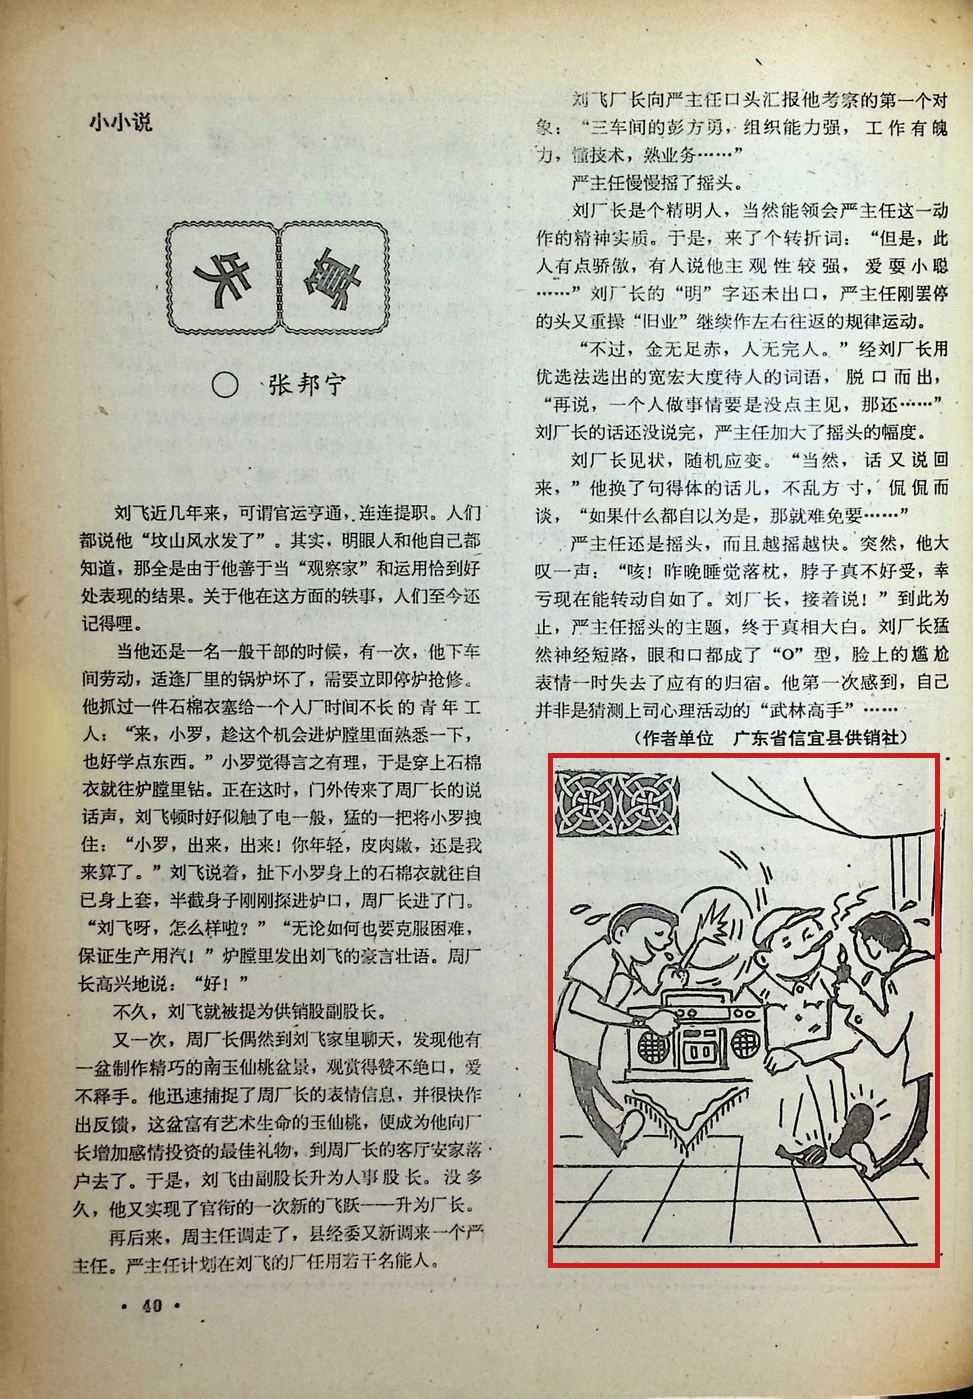 小小说
失
○ 张邦宁
刘飞近几年来，可谓官运亨通，连连提职。人们
都说他“坟山风水发了”。其实，明眼人和他自己都
知道，那全是由于他善于当“观察家”和运用恰到好
处表现的结果。关于他在这方面的轶事，人们至今还
记得哩。
当他还是一名一般干部的时候，有一次，他下车
间劳动，适逢厂里的锅炉坏了，需要立即停炉抢修。
他抓过一件石棉衣塞给一个入厂时间不长的青年工
人：“来，小罗，趁这个机会进炉膛里面熟悉一下，
也好学点东西。”小罗觉得言之有理，于是穿上石棉
衣就往炉膛里钻。正在这时，门外传来了周厂长的说
话声，刘飞顿时好似触了电一般，猛的一把将小罗拽
住：“小罗，出来，出来！你年轻，皮肉嫩，还是我
来算了。”刘飞说着，扯下小罗身上的石棉衣就往自
已身上套，半截身子刚刚探进炉口，周厂长进了门。
“刘飞呀，怎么样啦？”“无论如何也要克服困难，
保证生产用汽！”炉膛里发出刘飞的豪言壮语。周厂
长高兴地说：“好！”
不久，刘飞就被提为供销股副股长。
又一次，周厂长偶然到刘飞家里聊天，发现他有
一盆制作精巧的南玉仙桃盆景，观赏得赞不绝口，爱
不释手。他迅速捕捉了周厂长的表情信息，并很快作
出反馈，这盆富有艺术生命的玉仙桃，便成为他向厂
长增加感情投资的最佳礼物，到周厂长的客厅安家落
户去了。于是，刘飞由副股长升为人事股长。没多
久，他又实现了官衔的一次新的飞跃——升为厂长。
再后来，周主任调走了，县经委又新调来一个严
主任。严主任计划在刘飞的厂任用若干名能人。
刘飞厂长向严主任口头汇报他考察的第一个对
象：“三车间的彭方勇，组织能力强，工作有魄
力，懂技术，熟业务……”
严主任慢慢摇了摇头。
刘厂长是个精明人，当然能领会严主任这一动
作的精神实质。于是，来了个转折词：“但是，此
人有点骄傲，有人说他主观性较强，爱耍小聪
……”刘厂长的“明”字还未出口，严主任刚罢停
的头又重操“旧业”继续作左右往返的规律运动。
“不过，金无足赤，人无完人。”经刘厂长用
优选法选出的宽宏大度待人的词语，脱口而出，
“再说，一个人做事情要是没点主见，那还……”
刘厂长的话还没说完，严主任加大了摇头的幅度。
刘厂长见状，随机应变。“当然，话又说回
来，”他换了句得体的话儿，不乱方寸，侃侃而
谈，“如果什么都自以为是，那就难免要……”
严主任还是摇头，而且越摇越快。突然，他大
叹一声：“咳！昨晚睡觉落枕，脖子真不好受，幸
亏现在能转动自如了。刘厂长，接着说！”到此为
止，严主任摇头的主题，终于真相大白。刘厂长猛
然神经短路，眼和口都成了“O”型，脸上的尴尬
表情一时失去了应有的归宿。他第一次感到，自己
并非是猜测上司心理活动的“武林高手”……
（作者单位 广东省信宜县供销社）
· 40 ·